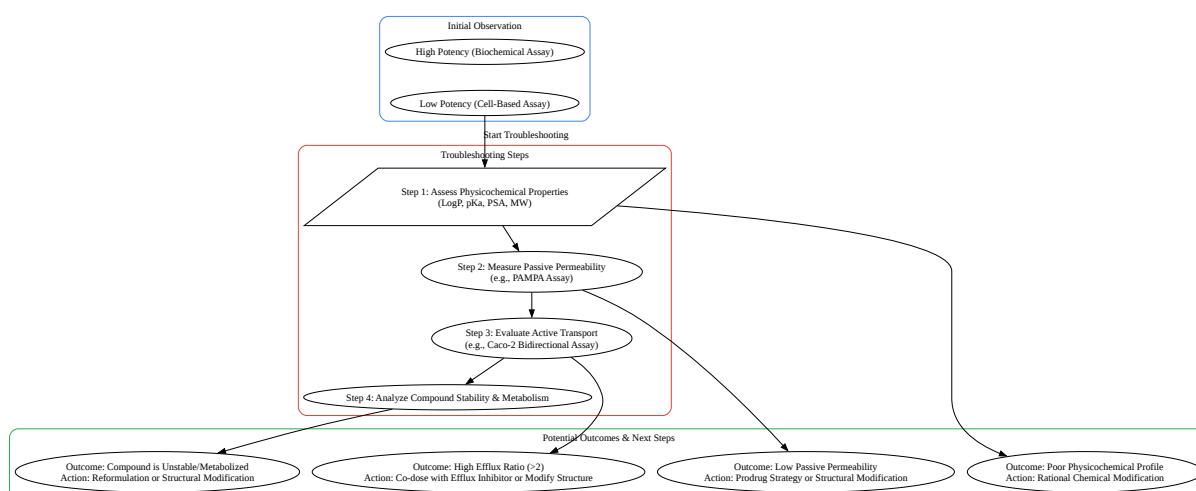 Initial Observation
High Potency (Biochemical Assay)
Low Potency (Cell-Based Assay)
Start Troubleshooting
Troubleshooting Steps
Step 1: Assess Physicochemical Properties
(LogP, pKa, PSA, MW)
Step 2: Measure Passive Permeability
(e.g., PAMPA Assay)
Step 3: Evaluate Active Transport
(e.g., Caco-2 Bidirectional Assay)
Step 4: Analyze Compound Stability & Metabolism
Potential Outcomes & Next Steps
Outcome: Compound is Unstable/Metabolized
Action: Reformulation or Structural Modification
Outcome: High Efflux Ratio (>2)
Action: Co-dose with Efflux Inhibitor or Modify Structure
Outcome: Low Passive Permeability
Action: Prodrug Strategy or Structural Modification
Outcome: Poor Physicochemical Profile
Action: Rational Chemical Modification